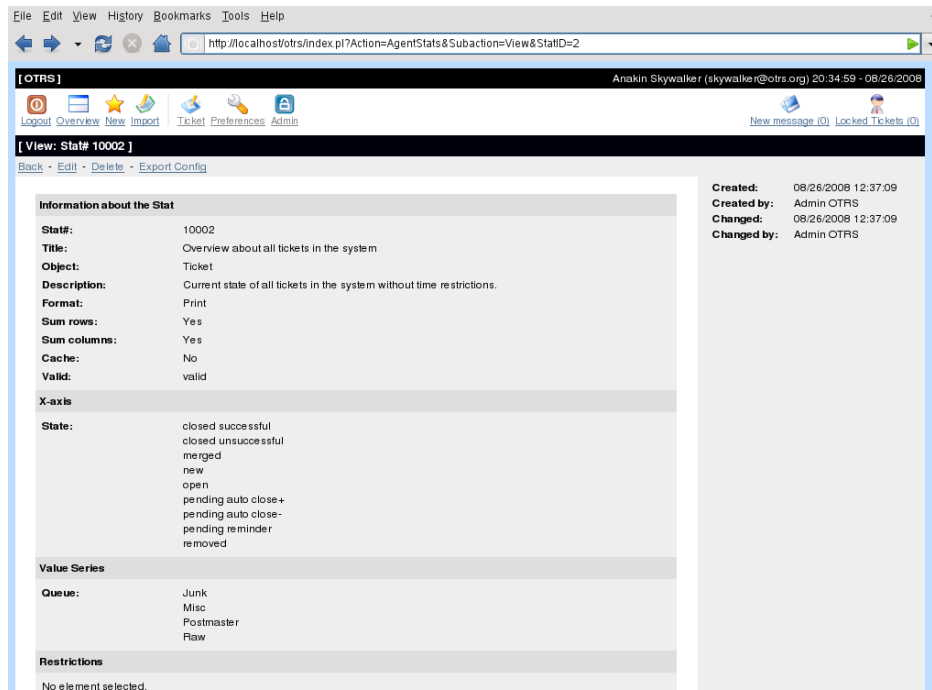 File Edit View History Bookmarks Tools Help
http://localhost/otrs/index.pl?Action=AgentStats&Subaction=View&StatID=2
[ OTRS ] Anakin Skywalker (skywalker@otrs.org) 20:34:59 - 08/26/2008
Logout Overview New Import Ticket Preferences Admin New message (0) Locked Tickets (0)
[ View: Stat# 10002 ]
Back - Edit - Delete - Export Config
Created: 08/26/2008 12:37:09
Created by: Admin OTRS
Changed: 08/26/2008 12:37:09
Changed by: Admin OTRS
Information about the Stat
Stat#: 10002
Title: Overview about all tickets in the system
Object: Ticket
Description: Current state of all tickets in the system without time restrictions.
Format: Print
Sum rows: Yes
Sum columns: Yes
Cache: No
Valid: valid
X-axis
State: closed successful
closed unsuccessful
merged
new
open
pending auto close+
pending auto close-
pending reminder
removed
Value Series
Queue: Junk
Misc
Postmaster
Raw
Restrictions
No element selected.